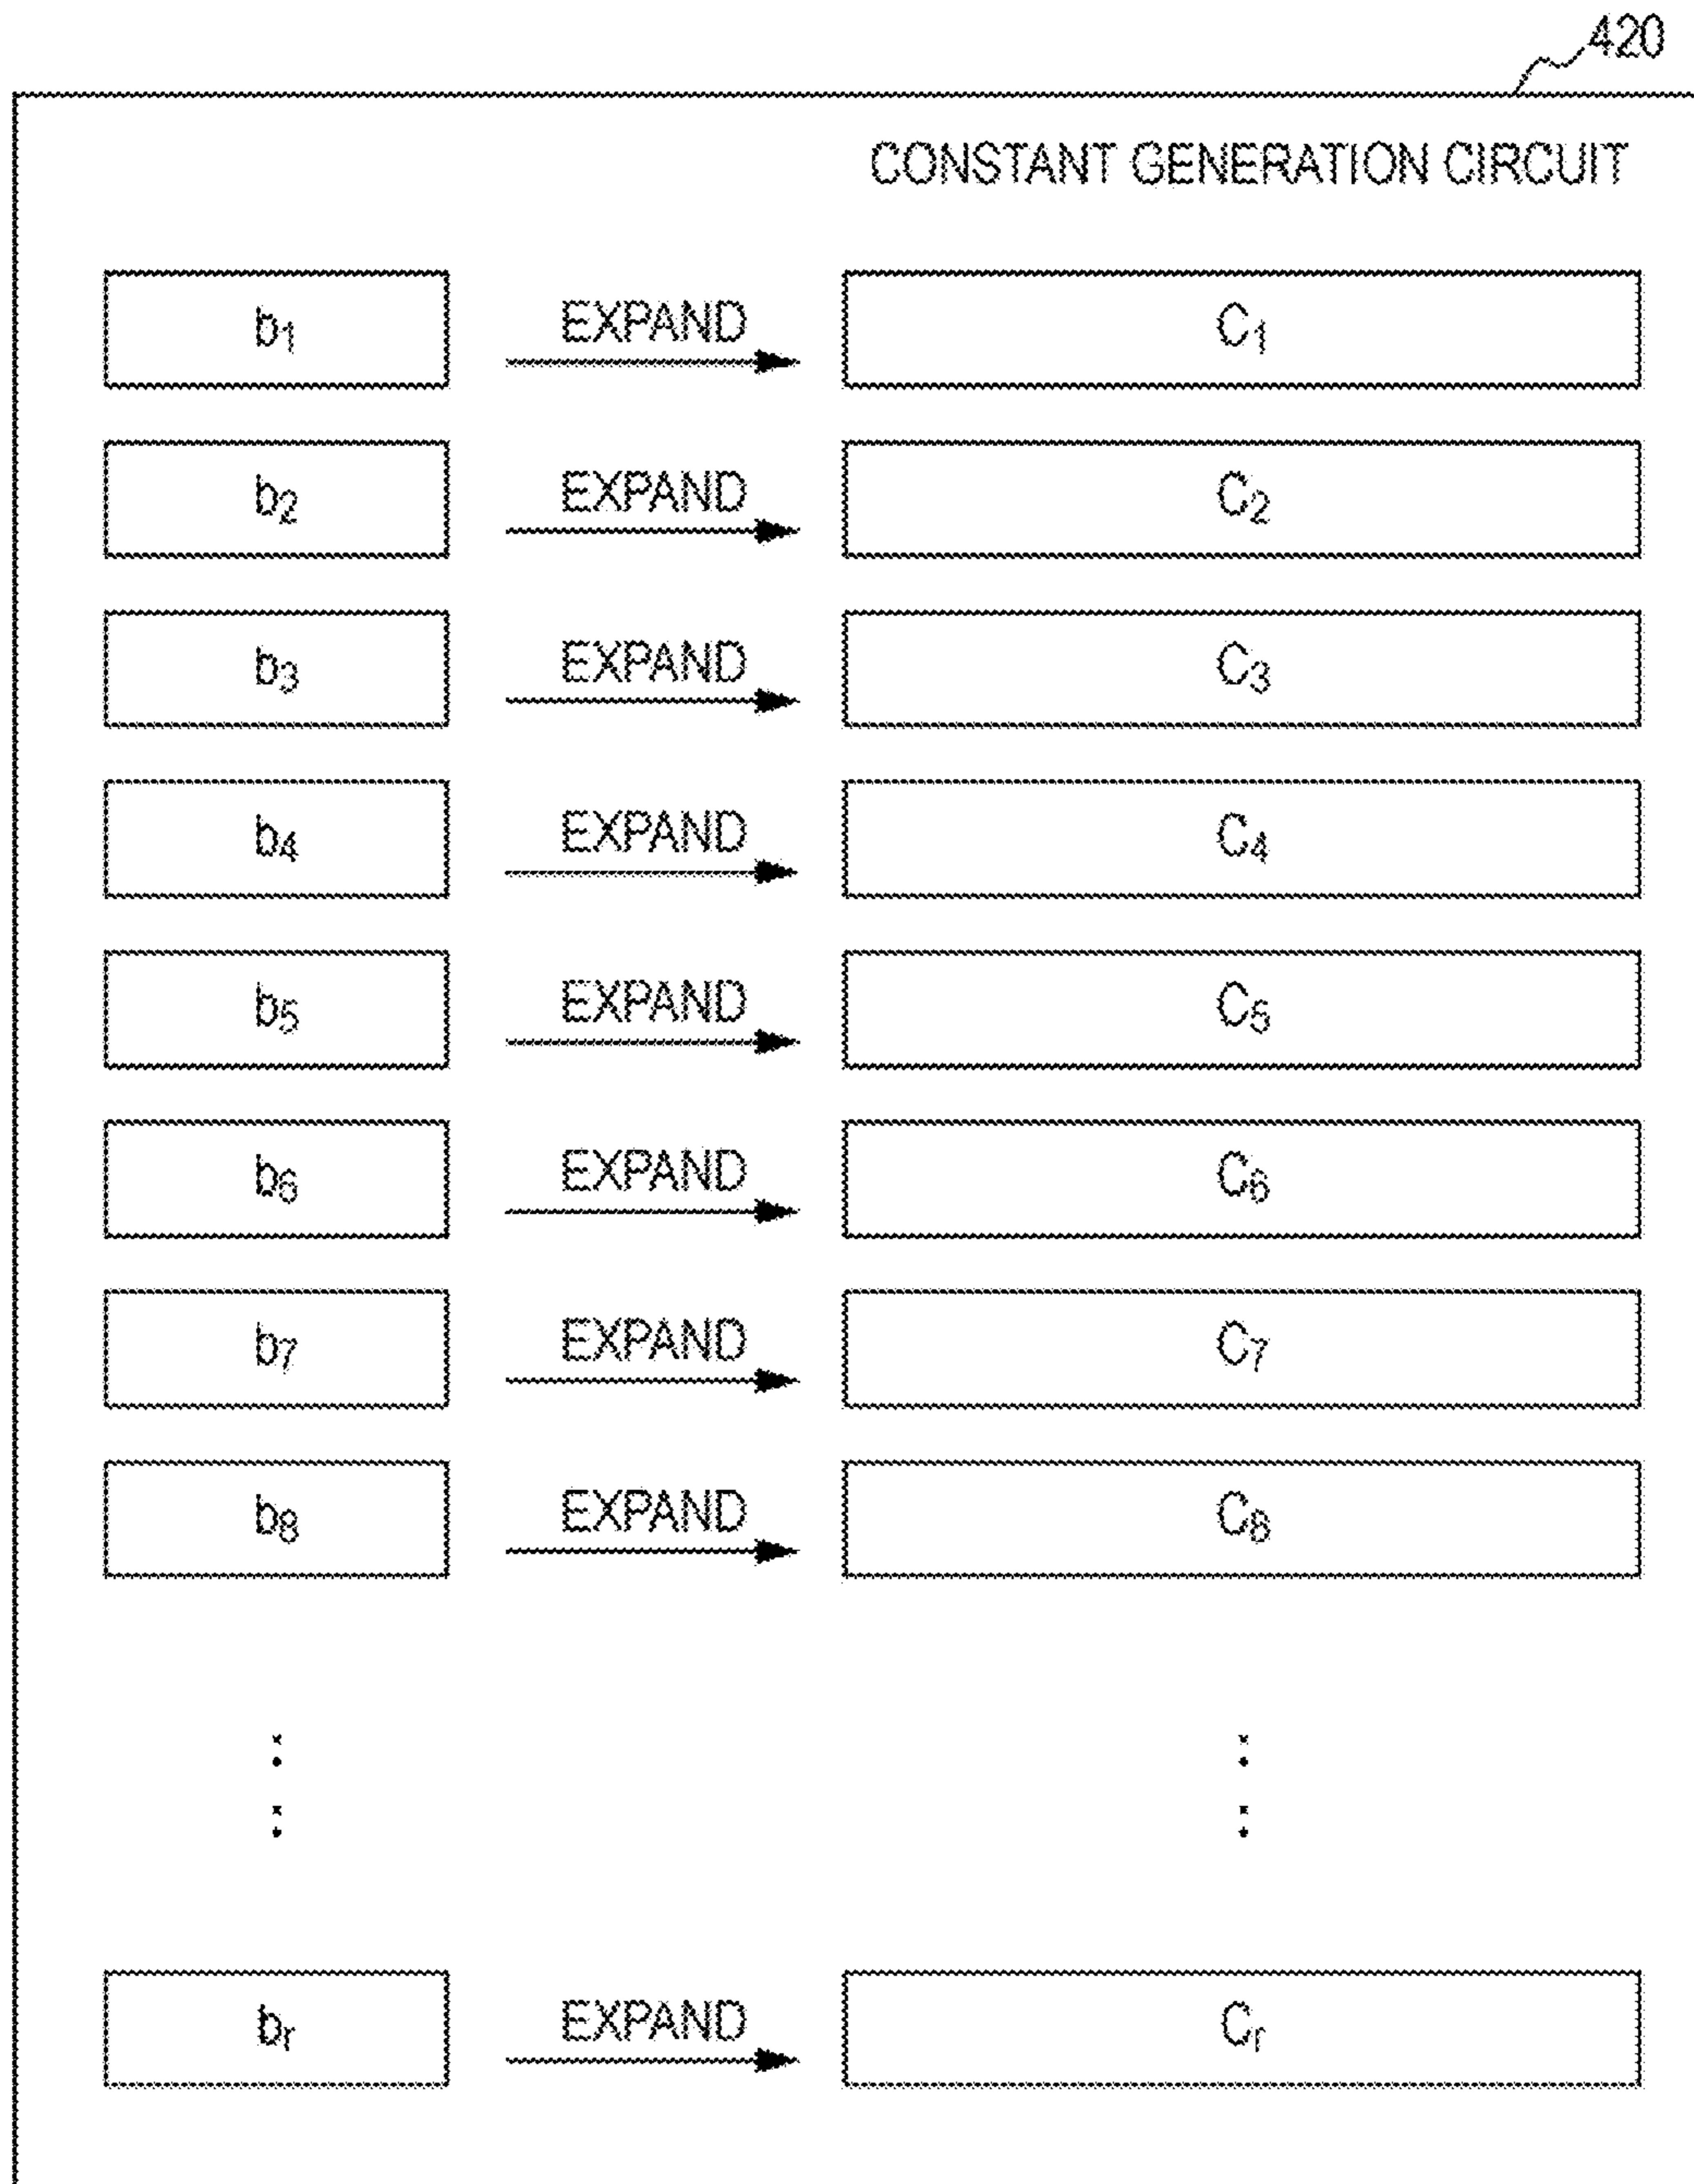 420
CONSTANT GENERATION CIRCUIT
b₁ EXPAND C₁
b₂ EXPAND C₂
b₃ EXPAND C₃
b₄ EXPAND C₄
b₅ EXPAND C₅
b₆ EXPAND C₆
b₇ EXPAND C₇
b₈ EXPAND C₈
bᵣ EXPAND Cᵣ